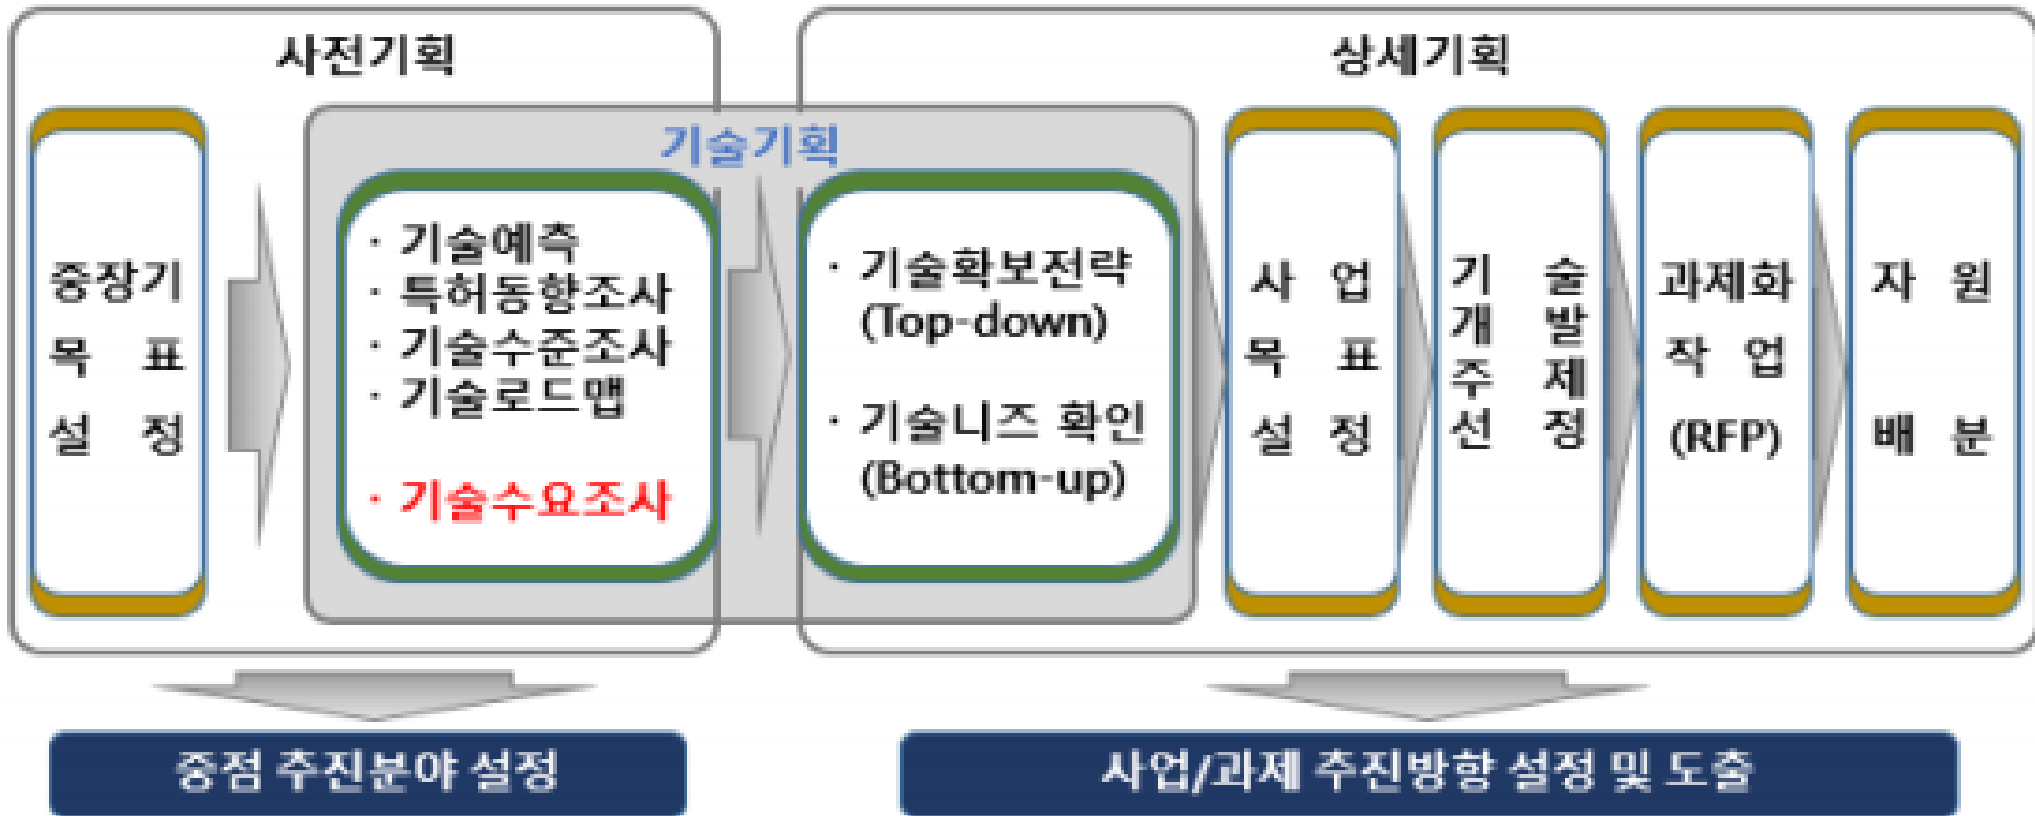 사전기획
상세기획
기술기획
중장기
목 표
설 정
· 기술예측
· 특허동향조사
· 기술수준조사
· 기술로드맵
· 기술수요조사
· 기술확보전략
(Top-down)
· 기술니즈 확인
(Bottom-up)
사 업
목 표
설 정
기 술
개 발
주 제
선 정
과제화
작 업
(RFP)
자 원
배 분
중점 추진분야 설정
사업/과제 추진방향 설정 및 도출